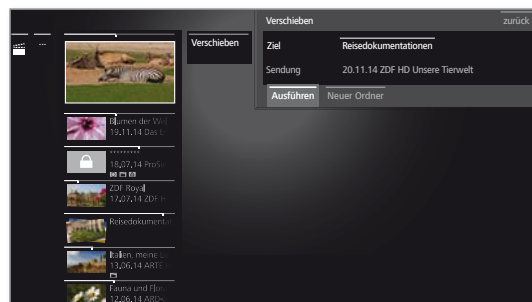 Verschieben
zurück
Verschieben
Ziel
Reisedokumentationen
Sendung
20.11.14 ZDF HD Unsere Tierwelt
Ausführen
Neuer Ordner
...
Blumen der Wel
19.11.14 Das E
*********
18.07.14 ProSie
ZDF Royal
17.07.14 ZDF
Reisedokumentat
Italien, meine
13.06.14 ARTE
Fauna und Flor
12.06.14 ARD